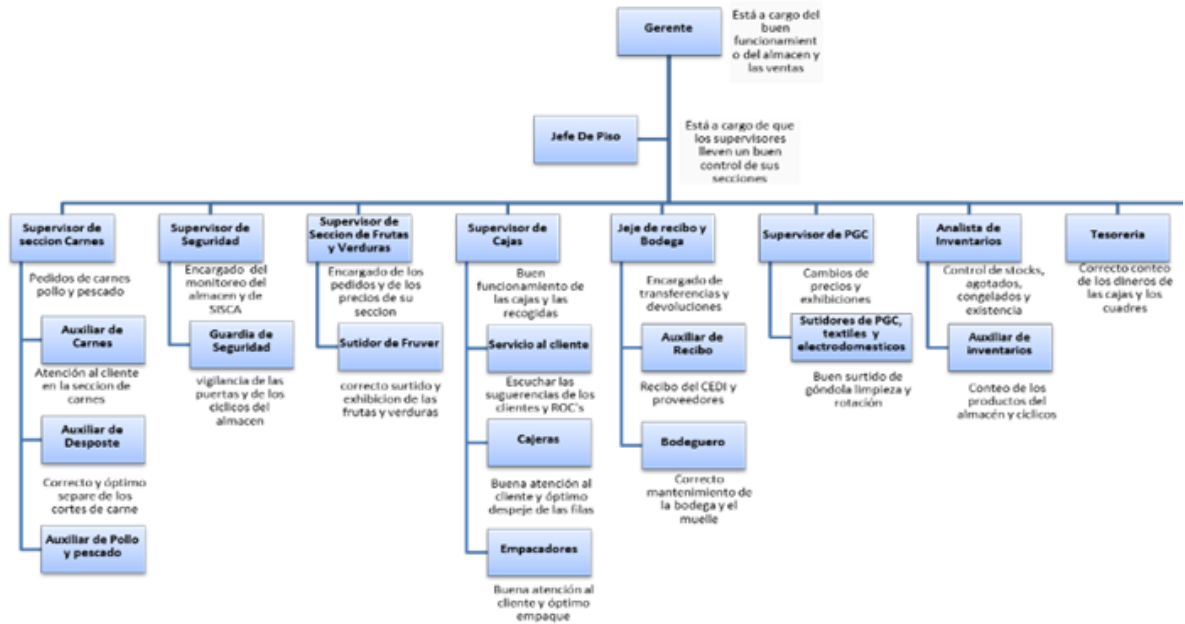 Gerente
Está a cargo del
buen
funcionamient
o del almacen y
las ventas
Jefe De Piso
Está a cargo de que
los supervisores
lleven un buen
control de sus
secciones
Supervisor de
seccion Carnes
Pedidos de carnes
pollo y pescado
Auxiliar de
Carnes
Atención al cliente
en la seccion de
carnes
Auxiliar de
Desposte
Correcto y óptimo
separe de los
cortes de carne
Auxiliar de Pollo
y pescado
Supervisor de
Seguridad
Encargado del
monitoreo del
almacen y de
SISCA
Guardia de
Seguridad
vigilancia de las
puertas y de los
ciclicos del
almacen
Supervisor de
Seccion de Frutas
y Verduras
Encargado de los
pedidos y de los
precios de su
seccion
Sutidor de Fruver
correcto surtido y
exhibicion de las
frutas y verduras
Supervisor de
Cajas
Buen
funcionamiento de
las cajas y las
recogidas
Servicio al cliente
Escuchar las
suguerencias de los
clientes y ROC's
Cajeras
Buena atención al
cliente y óptimo
despeje de las filas
Empacadores
Buena atención al
cliente y óptimo
empaque
Jeje de recibo y
Bodega
Encargado de
transferencias y
devoluciones
Auxiliar de
Recibo
Recibo del CEDI y
proveedores
Bodeguero
Correcto
mantenimiento de
la bodega y el
muelle
Supervisor de PGC
Cambios de
precios y
exhibiciones
Sutidores de PGC,
textiles y
electrodomesticos
Buen surtido de
góndola limpieza y
rotación
Analista de
Inventarios
Control de stocks,
agotados,
congelados y
existencia
Auxiliar de
inventarios
Conteo de los
productos del
almacén y ciclicos
Tesoreria
Correcto conteo
de los dineros de
las cajas y los
cuadres